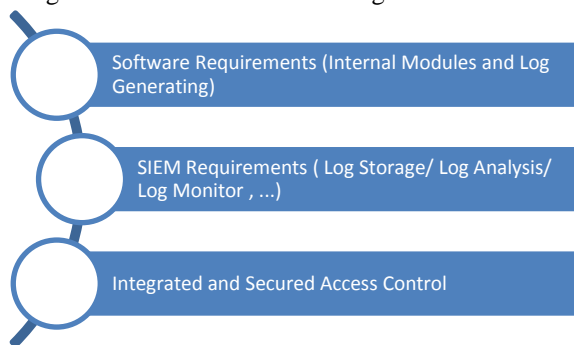 Software Requirements (Internal Modules and Log
Generating)
SIEM Requirements ( Log Storage/ Log Analysis/
Log Monitor , ...)
Integrated and Secured Access Control